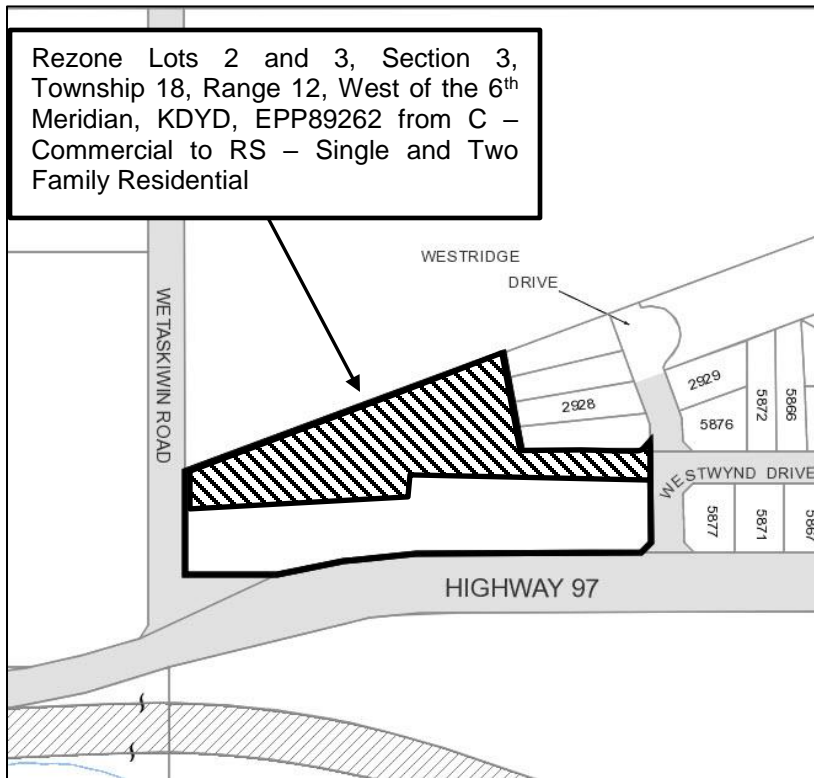 Rezone Lots 2 and 3, Section 3,
Township 18, Range 12, West of the 6th
Meridian, KDYD, EPP89262 from C –
Commercial to RS – Single and Two
Family Residential
WESTRIDGE
DRIVE
WETASKIWIN ROAD
2929
2928
5876
5872
5866
WESTWYND DRIVE
5877
5871
5867
HIGHWAY 97